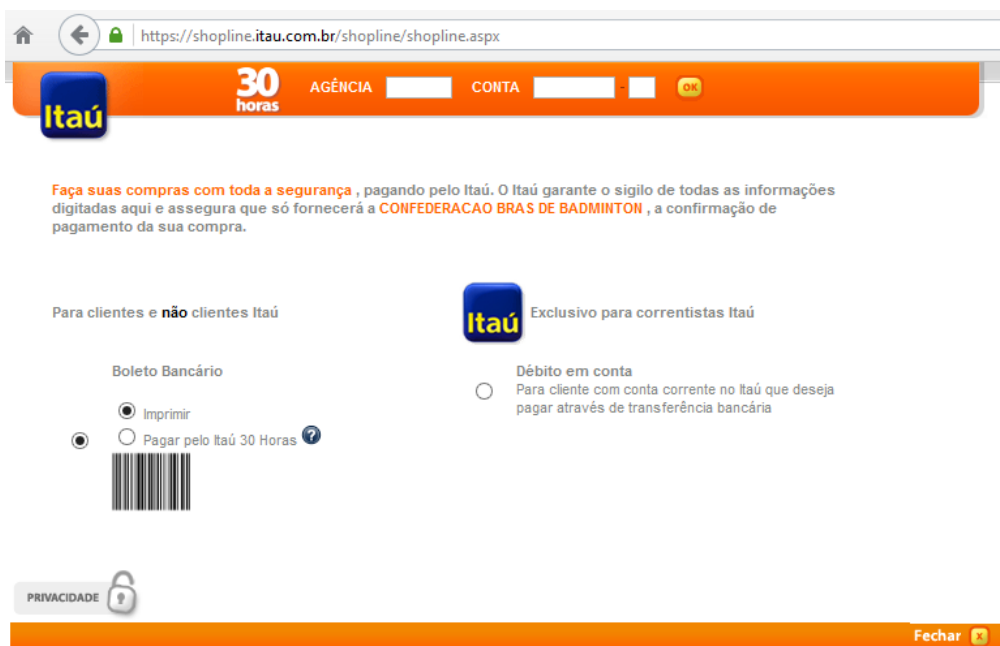 https://shopline.itau.com.br/shopline/shopline.aspx
Itaú
30 horas
AGÊNCIA
CONTA
-
OK
Faça suas compras com toda a segurança , pagando pelo Itaú. O Itaú garante o sigilo de todas as informações
digitadas aqui e assegura que só fornecerá a CONFEDERACAO BRAS DE BADMINTON , a confirmação de
pagamento da sua compra.
Para clientes e não clientes Itaú
Itaú
Exclusivo para correntistas Itaú
Boleto Bancário
Imprimir
Pagar pelo Itaú 30 Horas ?
Débito em conta
Para cliente com conta corrente no Itaú que deseja
pagar através de transferência bancária
PRIVACIDADE
Fechar x